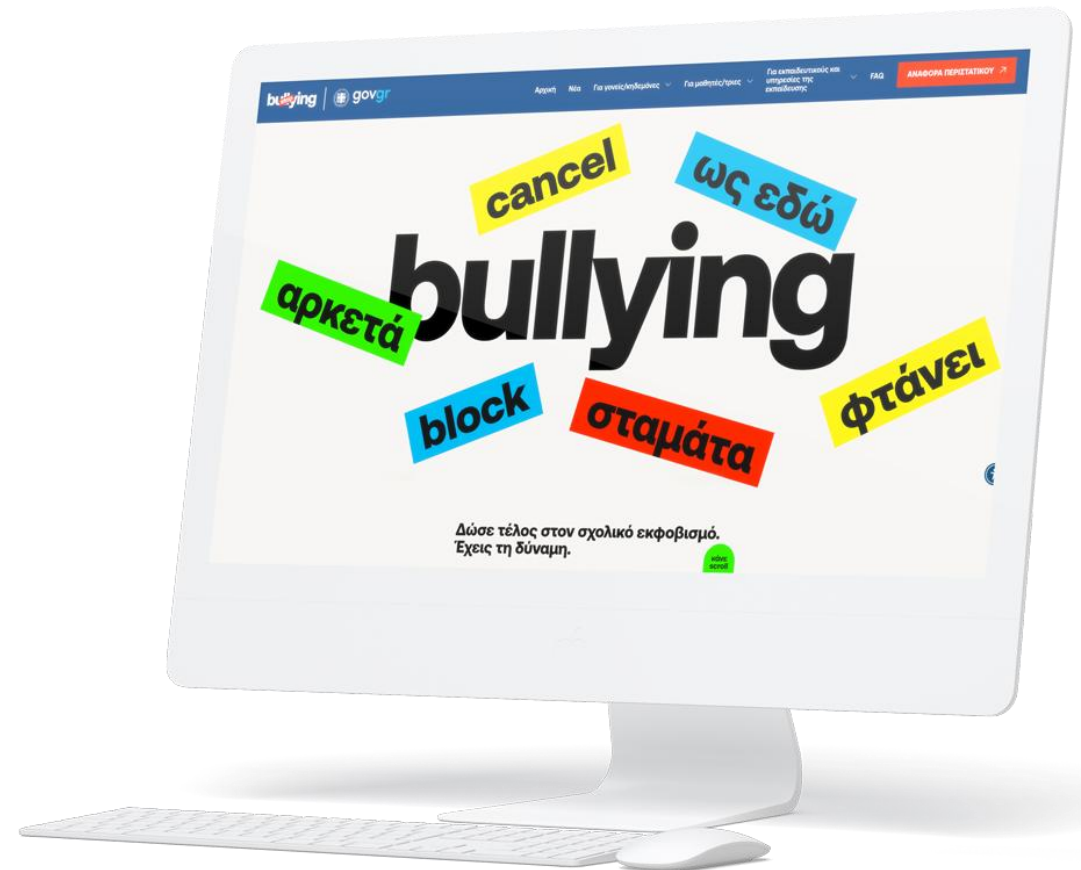 bullying
govgr
Αρχική
Νέα
Για γονείς/κηδεμόνες
Για μαθητές/τριες
Για εκπαιδευτικούς και
υπηρεσίες της
εκπαίδευσης
FAQ
ΑΝΑΦΟΡΑ ΠΕΡΙΣΤΑΤΙΚΟΥ
cancel
ως εδώ
bullying
αρκετά
φτάνει
block
σταμάτα
Δώσε τέλος στον σχολικό εκφοβισμό.
Έχεις τη δύναμη.
κάνε
scroll